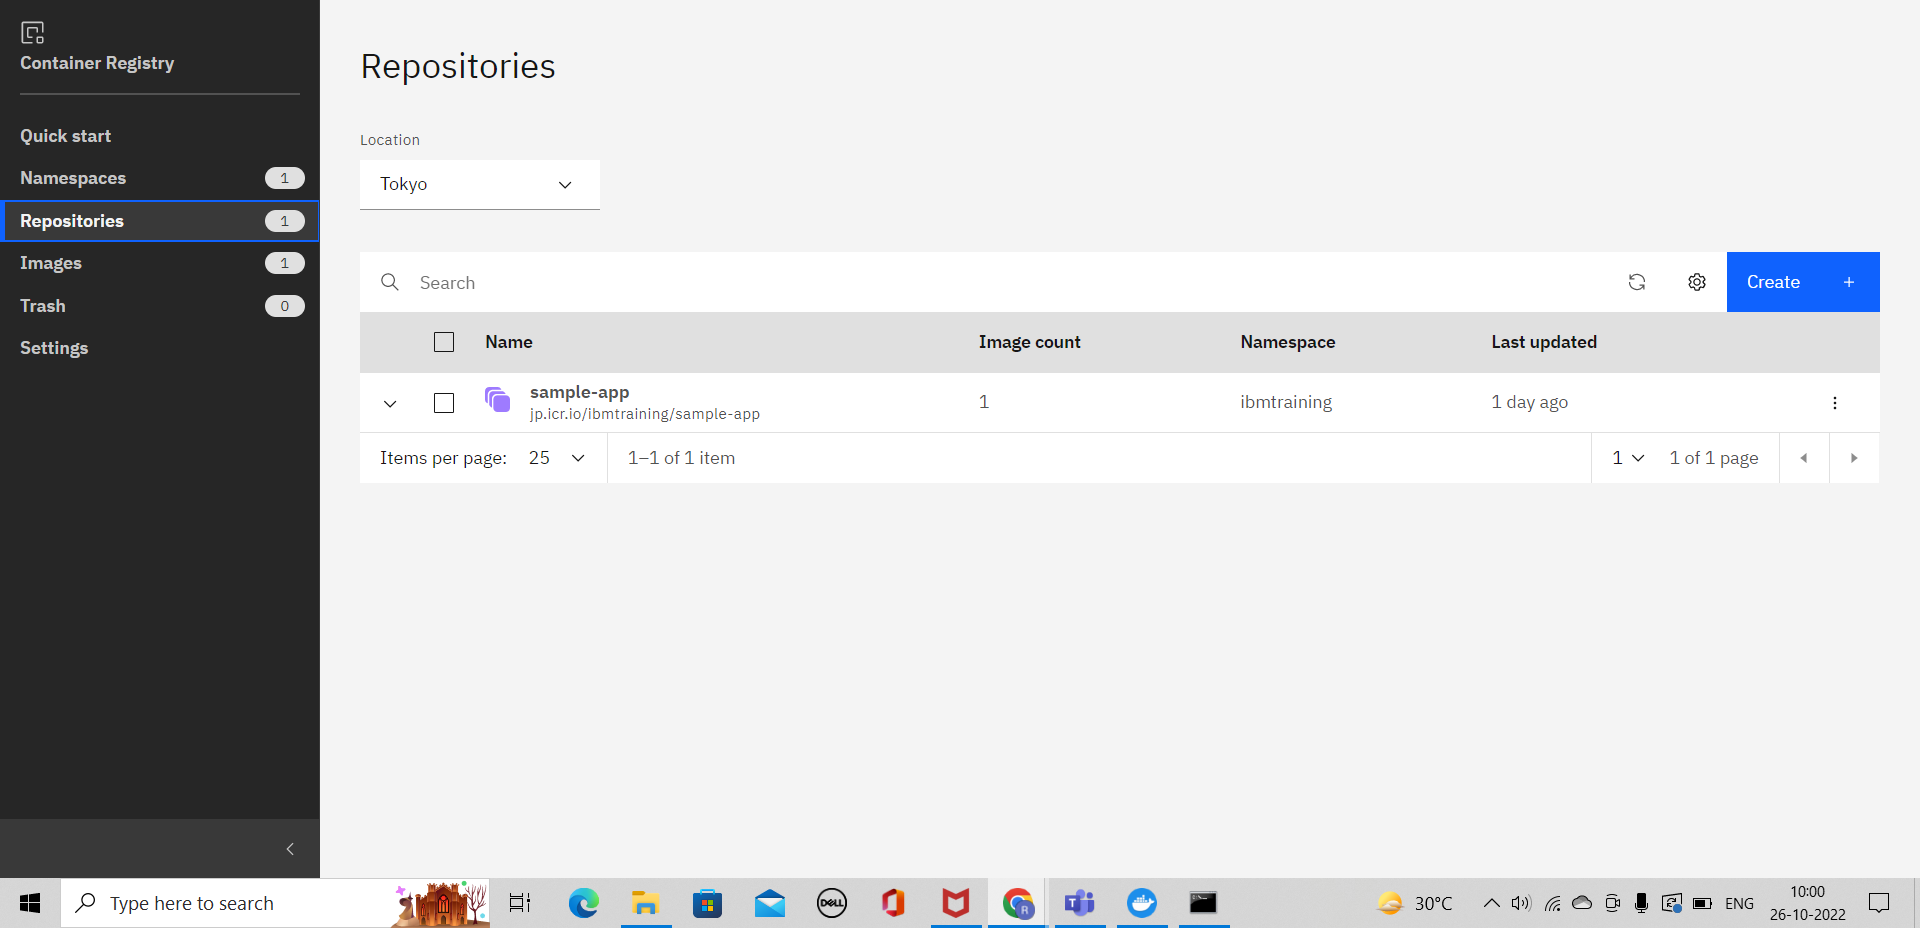 Container Registry
Quick start
Namespaces 1
Repositories 1
Images 1
Trash 0
Settings
Repositories
Location
Tokyo
Search
Create +
Name Image count Namespace Last updated
sample-app 1 ibmtraining 1 day ago
jp.icr.io/ibmtraining/sample-app
Items per page: 25 1–1 of 1 item 1 1 of 1 page
Type here to search
DELL
T
R
30°C
ENG
10:00
26-10-2022